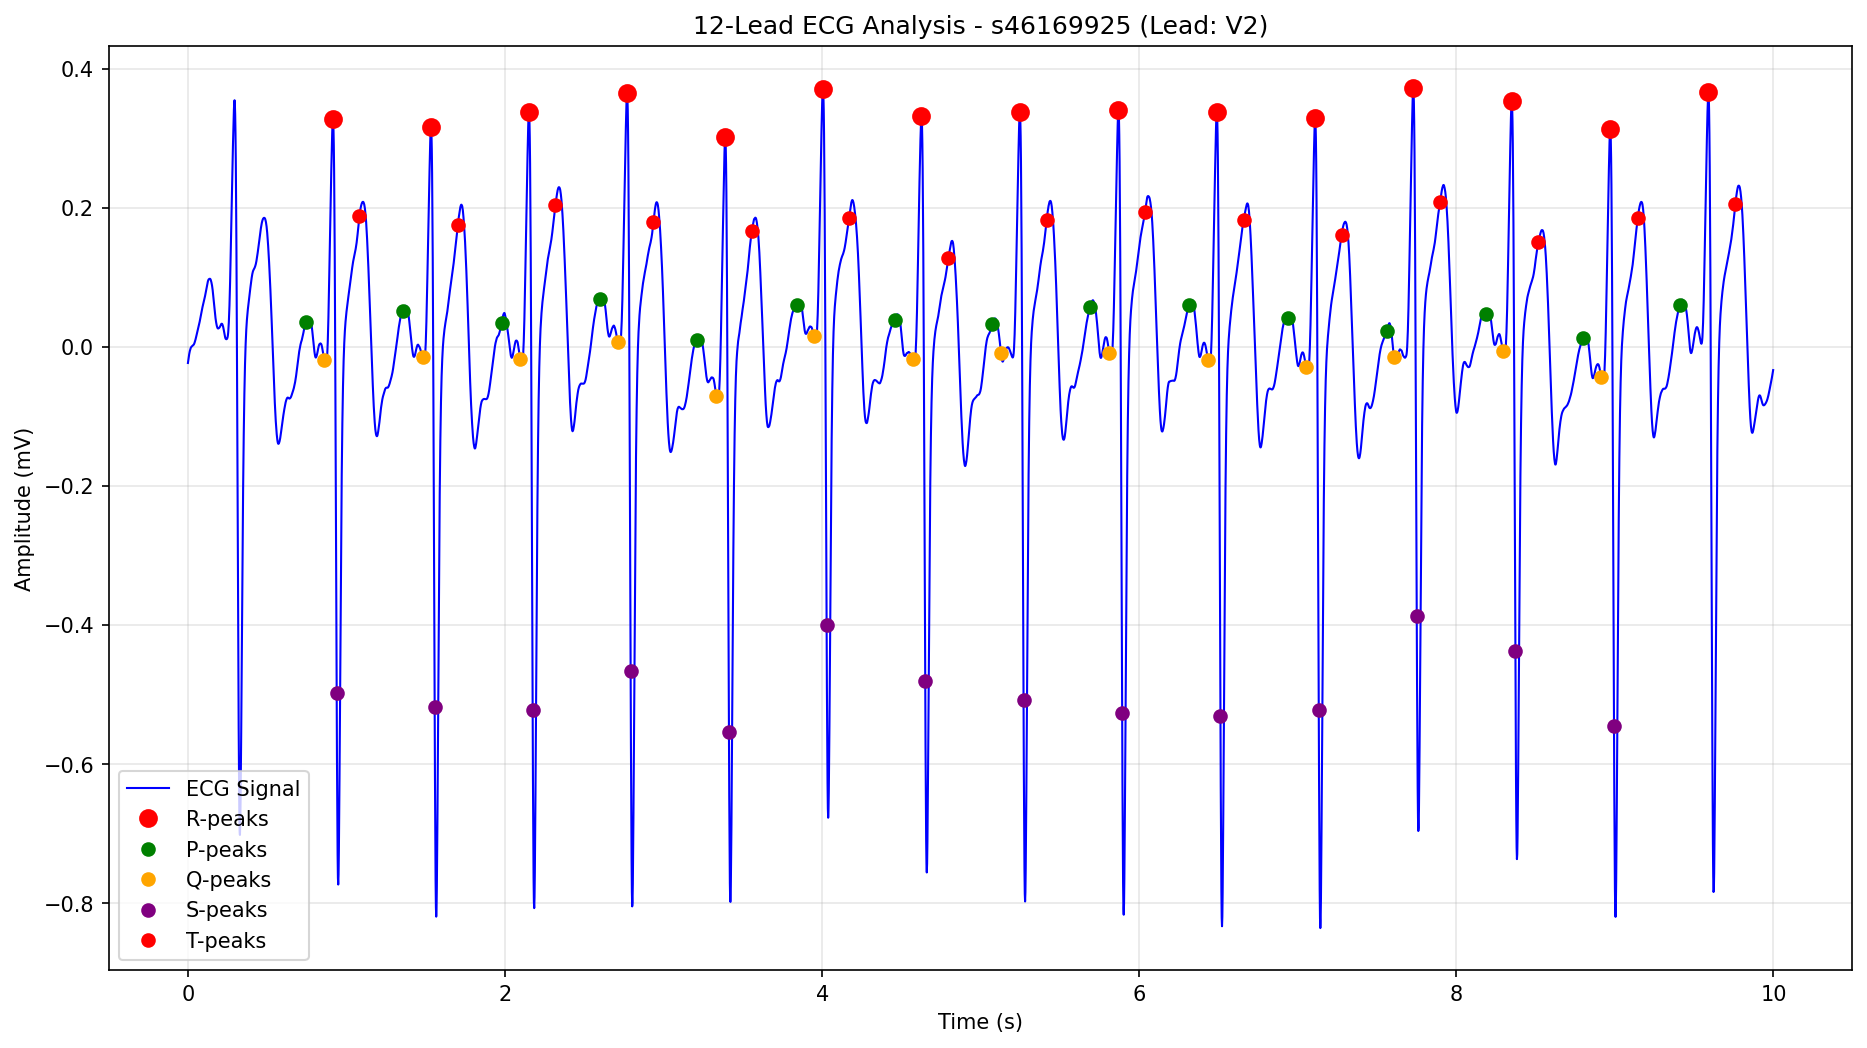 12-Lead ECG Analysis - s46169925 (Lead: V2)
Amplitude (mV)
0.4
0.2
0.0
−0.2
−0.4
−0.6
−0.8
ECG Signal
R-peaks
P-peaks
Q-peaks
S-peaks
T-peaks
0 2 4 6 8 10
Time (s)